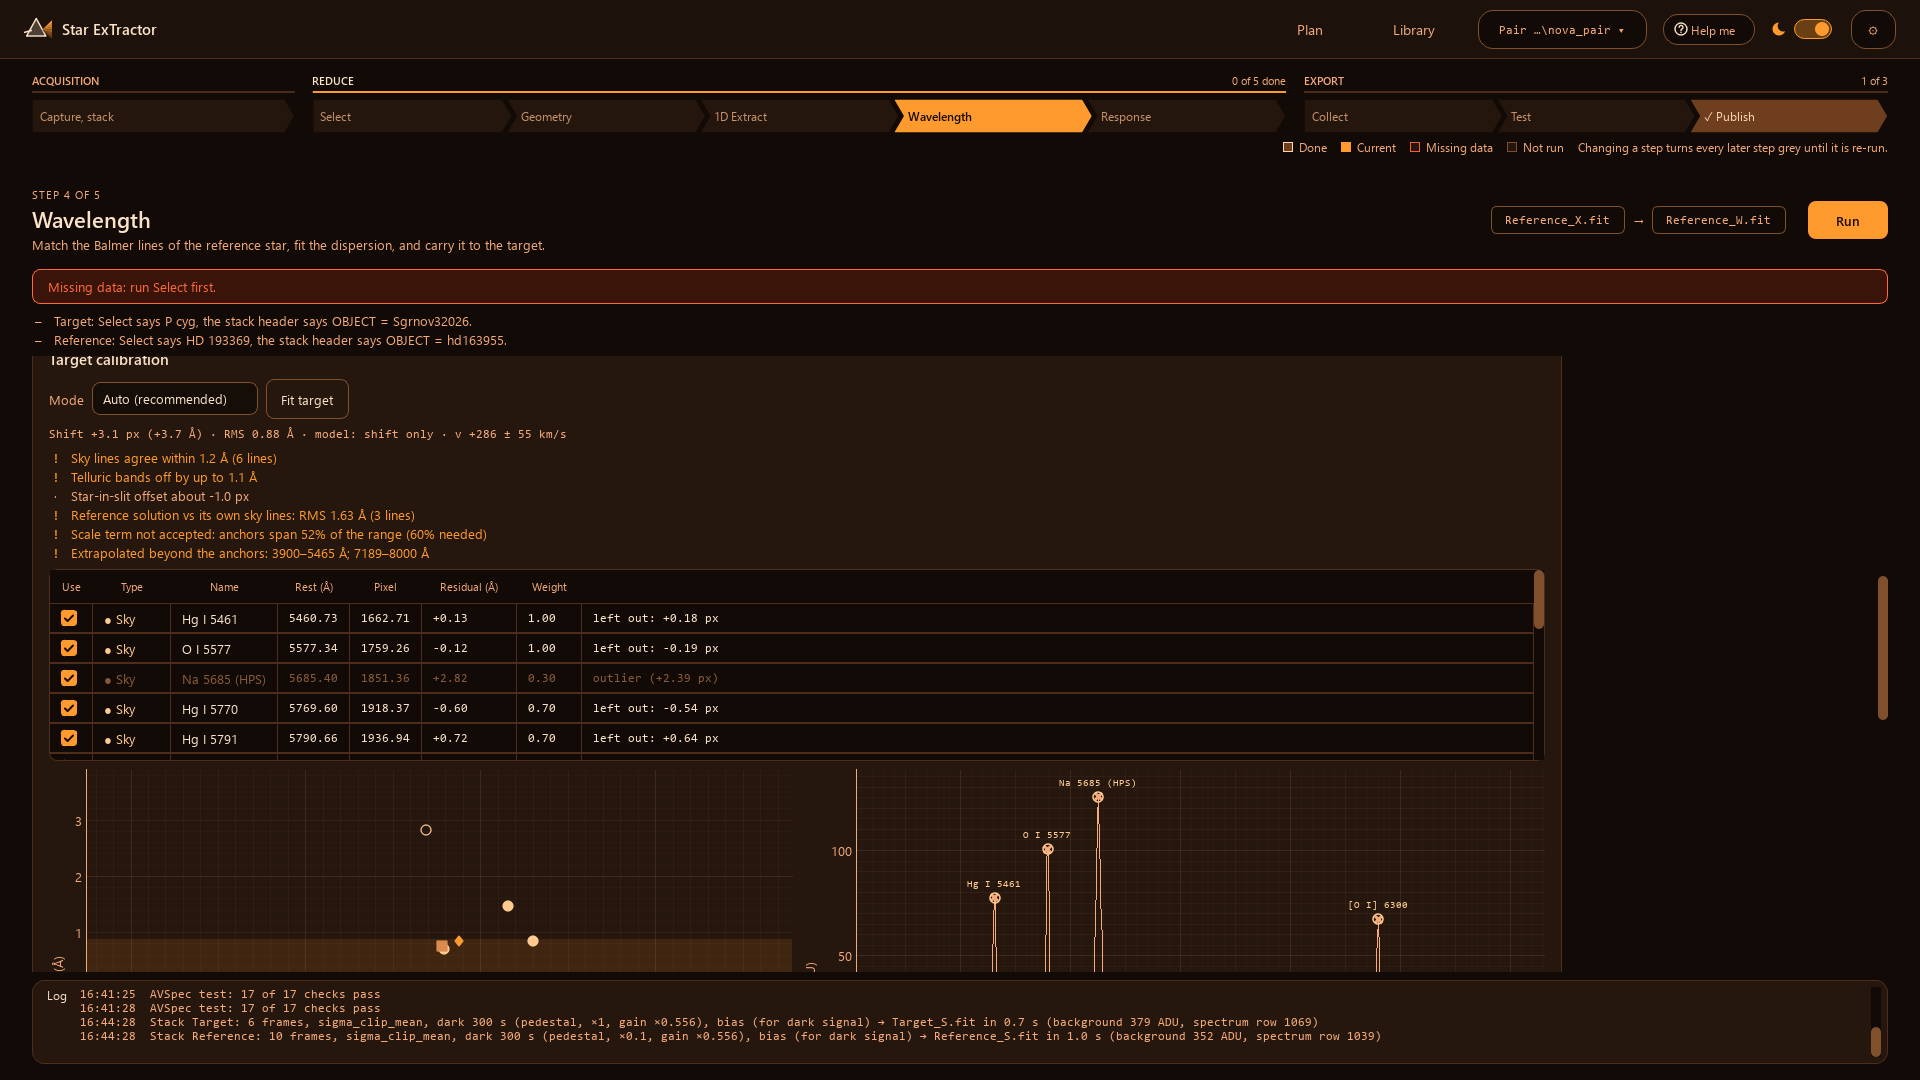 Star ExTractor
Plan
Library
Pair …\nova_pair ▾
Help me
ACQUISITION
REDUCE
0 of 5 done
EXPORT
1 of 3
Capture, stack
Select
Geometry
1D Extract
Wavelength
Response
Collect
Test
✓ Publish
Done
Current
Missing data
Not run
Changing a step turns every later step grey until it is re-run.
STEP 4 OF 5
Wavelength
Reference_X.fit → Reference_W.fit
Run
Match the Balmer lines of the reference star, fit the dispersion, and carry it to the target.
Missing data: run Select first.
– Target: Select says P cyg, the stack header says OBJECT = Sgrnov32026.
– Reference: Select says HD 193369, the stack header says OBJECT = hd163955.
Target calibration
Mode
Auto (recommended)
Fit target
Shift +3.1 px (+3.7 Å) · RMS 0.88 Å · model: shift only · v +286 ± 55 km/s
! Sky lines agree within 1.2 Å (6 lines)
! Telluric bands off by up to 1.1 Å
· Star-in-slit offset about -1.0 px
! Reference solution vs its own sky lines: RMS 1.63 Å (3 lines)
! Scale term not accepted: anchors span 52% of the range (60% needed)
! Extrapolated beyond the anchors: 3900–5465 Å; 7189–8000 Å
Use Type Name Rest (Å) Pixel Residual (Å) Weight
● Sky Hg I 5461 5460.73 1662.71 +0.13 1.00 left out: +0.18 px
● Sky O I 5577 5577.34 1759.26 -0.12 1.00 left out: -0.19 px
● Sky Na 5685 (HPS) 5685.40 1851.36 +2.82 0.30 outlier (+2.39 px)
● Sky Hg I 5770 5769.60 1918.37 -0.60 0.70 left out: -0.54 px
● Sky Hg I 5791 5790.66 1936.94 +0.72 0.70 left out: +0.64 px
3
2
1
(Å)
Na 5685 (HPS)
O I 5577
100
Hg I 5461
[O I] 6300
50
Log
16:41:25 AVSpec test: 17 of 17 checks pass
16:41:28 AVSpec test: 17 of 17 checks pass
16:44:28 Stack Target: 6 frames, sigma_clip_mean, dark 300 s (pedestal, ×1, gain ×0.556), bias (for dark signal) → Target_S.fit in 0.7 s (background 379 ADU, spectrum row 1069)
16:44:28 Stack Reference: 10 frames, sigma_clip_mean, dark 300 s (pedestal, ×0.1, gain ×0.556), bias (for dark signal) → Reference_S.fit in 1.0 s (background 352 ADU, spectrum row 1039)